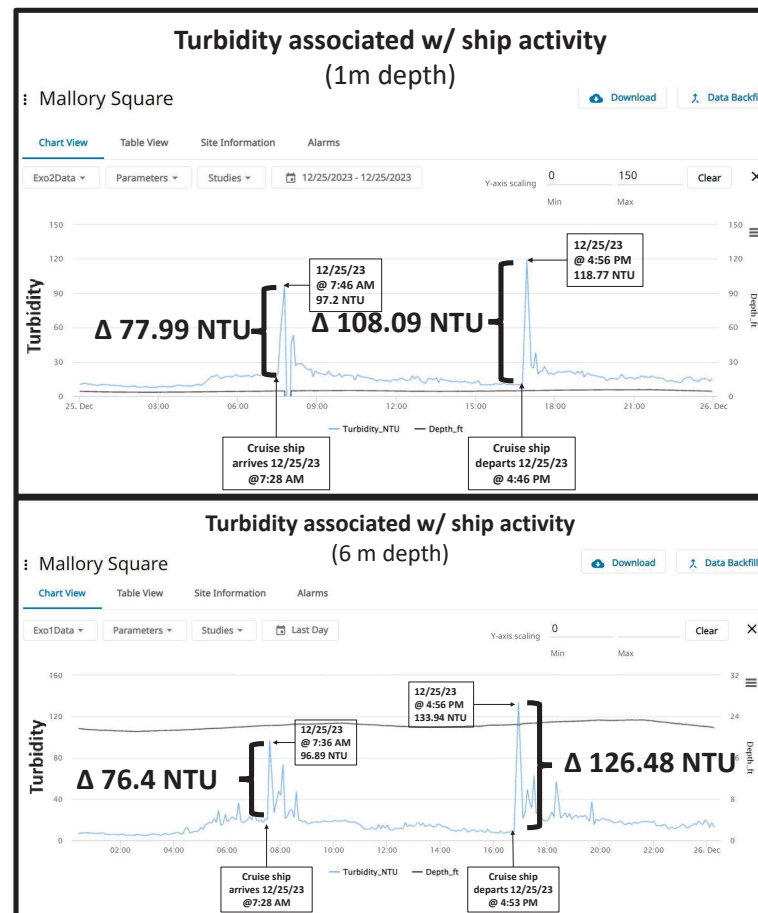 Turbidity associated w/ ship activity
(1m depth)
Mallory Square
Download
Data Backfi
Chart View
Table View
Site Information
Alarms
Exo2Data
Parameters
Studies
12/25/2023 - 12/25/2023
Y-axis scaling
0
150
Clear
Min
Max
150
120
90
60
30
0
Turbidity
150
120
90
60
30
0
Depth_ft
12/25/23
@ 7:46 AM
97.2 NTU
12/25/23
@ 4:56 PM
118.77 NTU
Δ 77.99 NTU
Δ 108.09 NTU
25. Dec
03:00
06:00
09:00
12:00
15:00
18:00
21:00
26. Dec
Turbidity_NTU
Depth_ft
Cruise ship
arrives 12/25/23
@7:28 AM
Cruise ship
departs 12/25/23
@ 4:46 PM
Turbidity associated w/ ship activity
(6 m depth)
Mallory Square
Download
Data Backfill
Chart View
Table View
Site Information
Alarms
Exo1Data
Parameters
Studies
Last Day
Y-axis scaling
0
Clear
Min
Max
160
120
80
40
0
Turbidity
32
24
16
8
0
Depth_ft
12/25/23
@ 7:36 AM
96.89 NTU
12/25/23
@ 4:56 PM
133.94 NTU
Δ 76.4 NTU
Δ 126.48 NTU
02:00
04:00
06:00
08:00
10:00
12:00
14:00
16:00
18:00
20:00
22:00
26. Dec
Turbidity_NTU
Depth_ft
Cruise ship
arrives 12/25/23
@7:28 AM
Cruise ship
departs 12/25/23
@ 4:53 PM